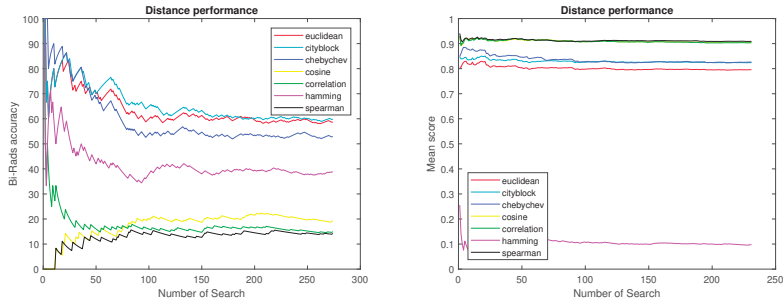 Distance performance
100
90
80
70
60
50
40
30
20
10
0
Bi-Rads accuracy
0
50
100
150
200
250
300
Number of Search
euclidean
cityblock
chebychev
cosine
correlation
hamming
spearman
Distance performance
1
0.9
0.8
0.7
0.6
0.5
0.4
0.3
0.2
0.1
0
Mean score
0
50
100
150
200
250
Number of Search
euclidean
cityblock
chebychev
cosine
correlation
hamming
spearman